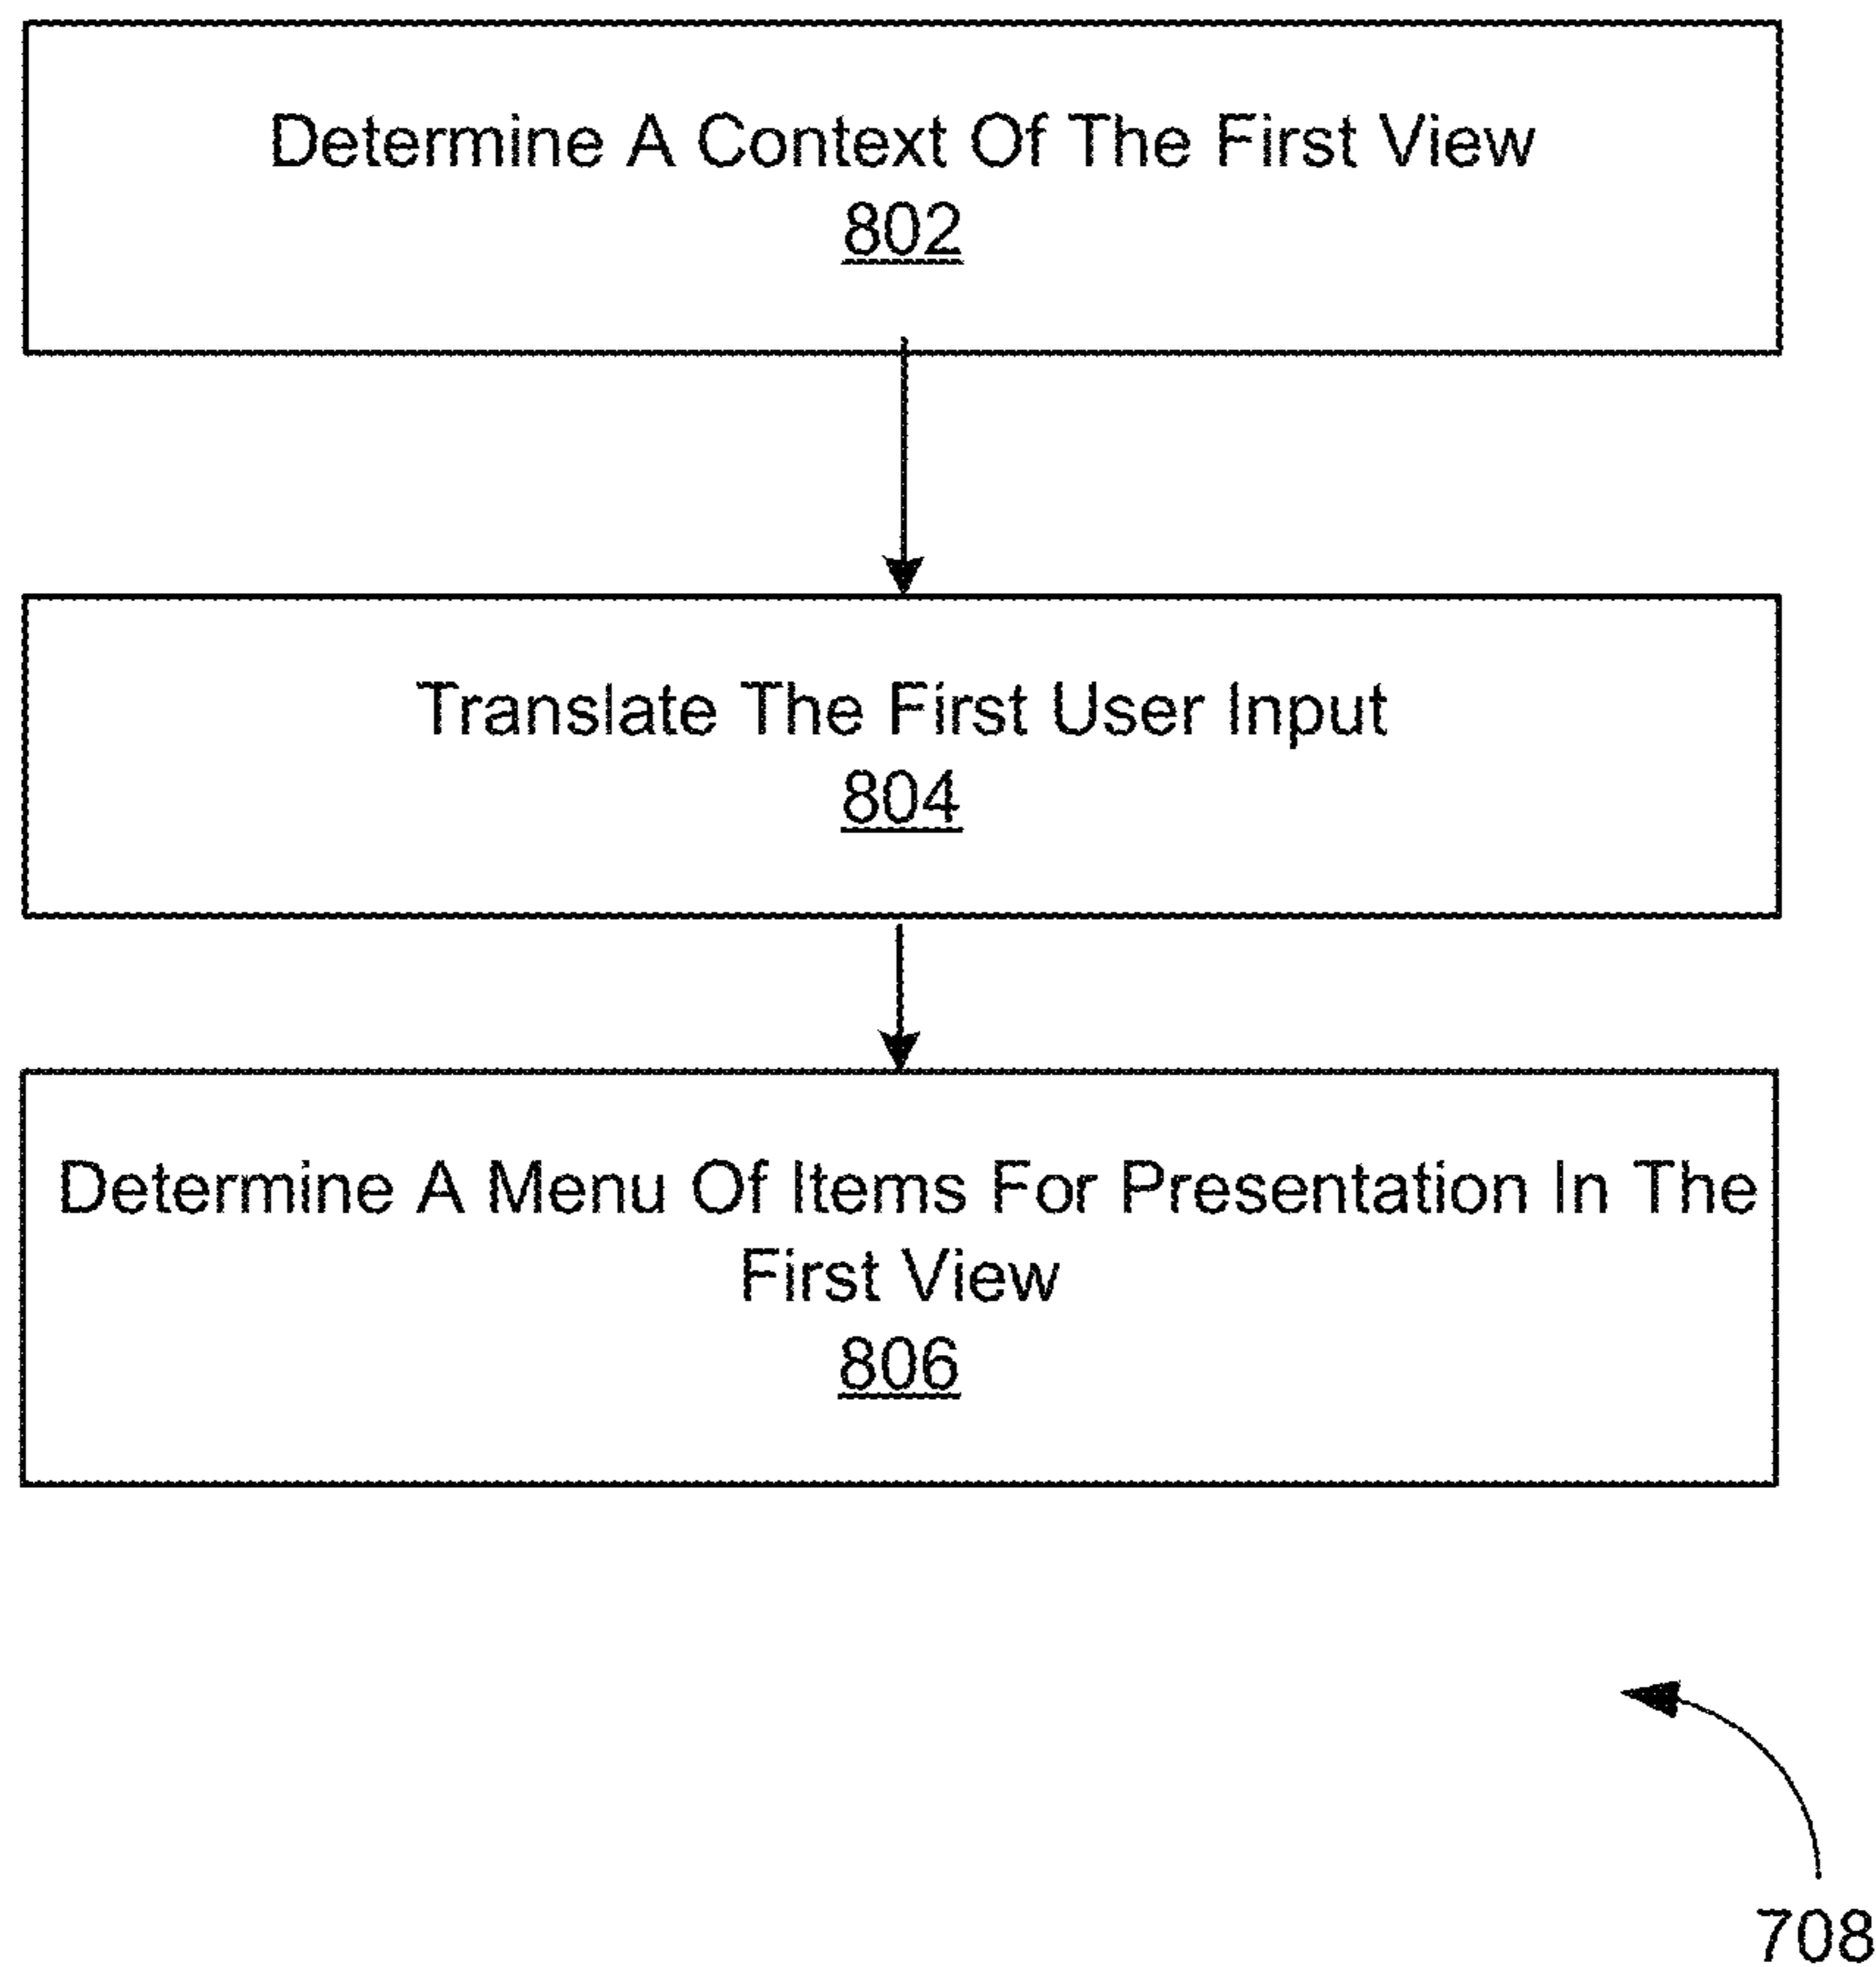 Determine A Context Of The First View
802
Translate The First User Input
804
Determine A Menu Of Items For Presentation In The
First View
806
708